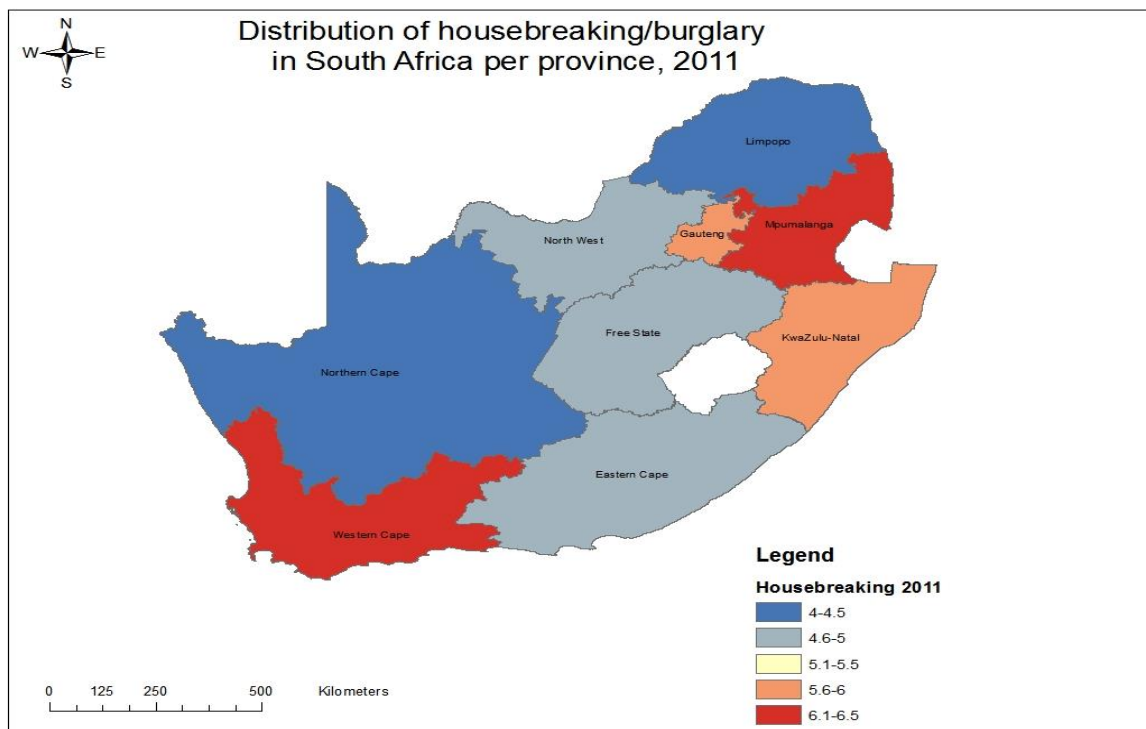 Distribution of housebreaking/burglary
in South Africa per province, 2011
N
W E
S
Limpopo
Mpumalanga
Gauteng
North West
Free State
KwaZulu-Natal
Northern Cape
Eastern Cape
Western Cape
Legend
Housebreaking 2011
4-4.5
4.6-5
5.1-5.5
5.6-6
6.1-6.5
0 125 250 500 Kilometers